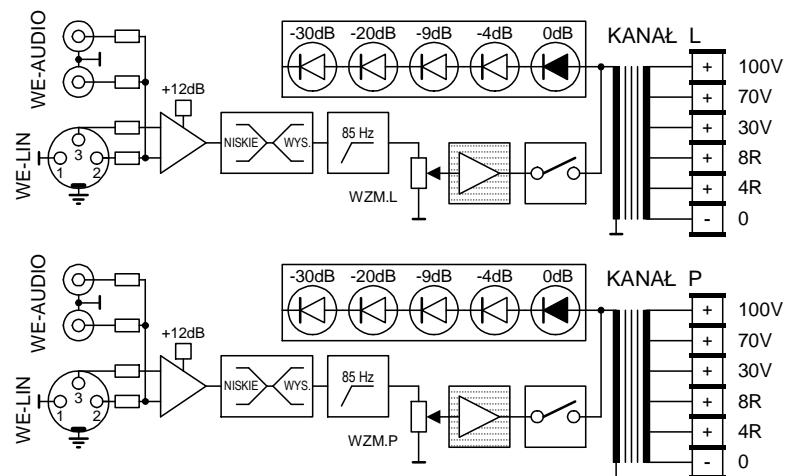 -30dB -20dB -9dB -4dB 0dB
KANAŁ L
WE-AUDIO
+12dB
WE-LIN
1 3 2
NISKIE WYS.
85 Hz
WZM.L
+ 100V
+ 70V
+ 30V
+ 8R
+ 4R
- 0
-30dB -20dB -9dB -4dB 0dB
KANAŁ P
WE-AUDIO
+12dB
WE-LIN
1 3 2
NISKIE WYS.
85 Hz
WZM.P
+ 100V
+ 70V
+ 30V
+ 8R
+ 4R
- 0